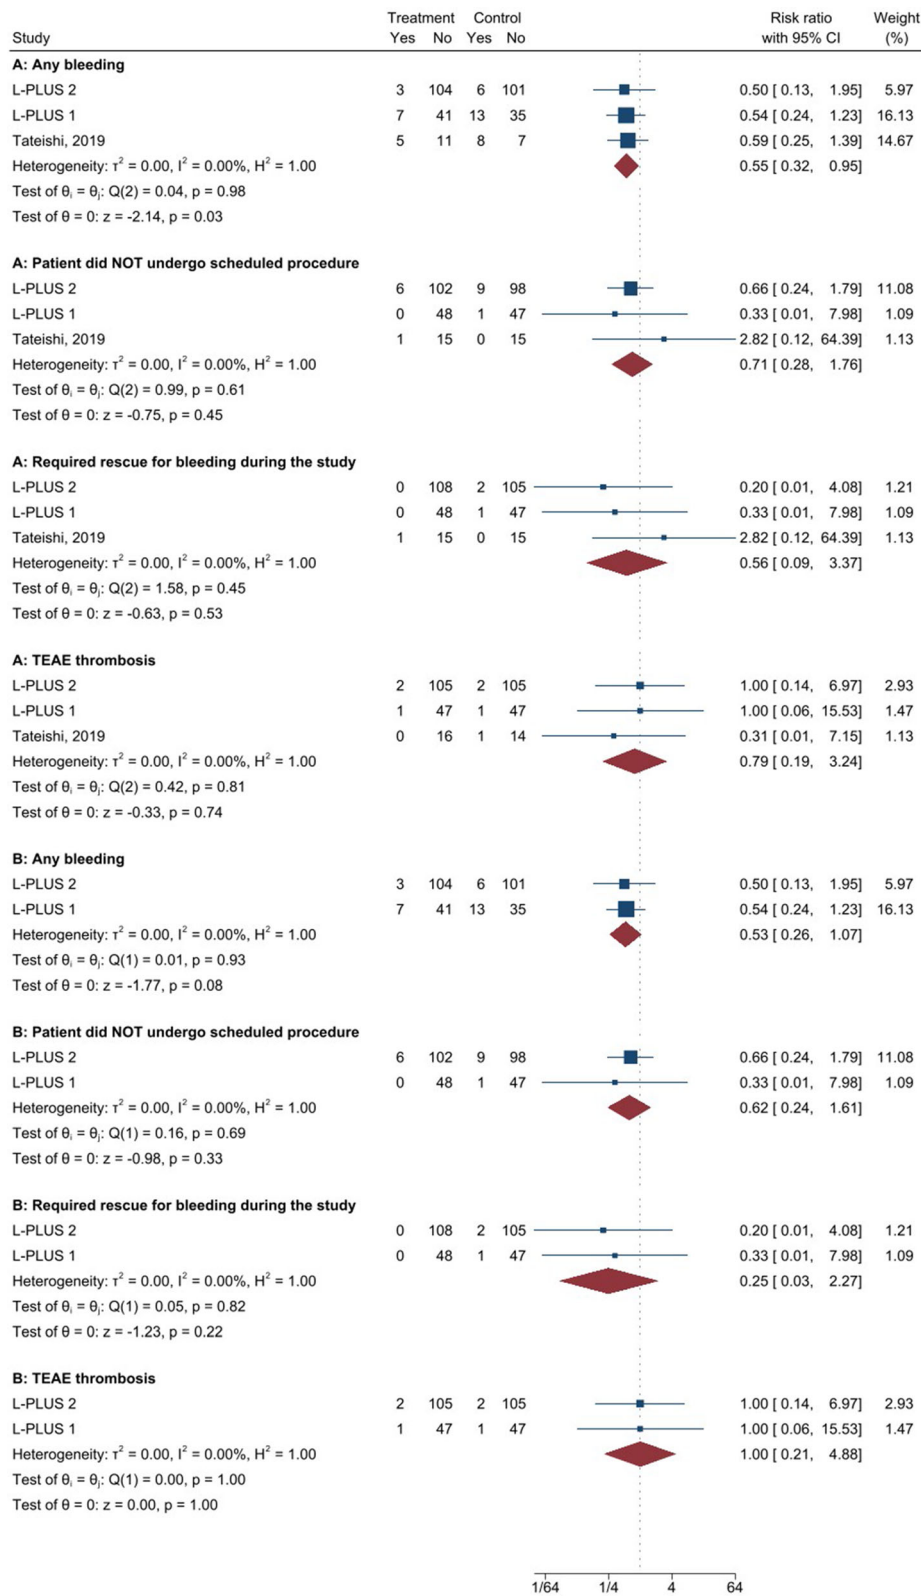 Treatment Control Risk ratio Weight
Study Yes No Yes No with 95% CI (%)
A: Any bleeding
L-PLUS 2 3 104 6 101 0.50 [ 0.13, 1.95] 5.97
L-PLUS 1 7 41 13 35 0.54 [ 0.24, 1.23] 16.13
Tateishi, 2019 5 11 8 7 0.59 [ 0.25, 1.39] 14.67
Heterogeneity: τ² = 0.00, I² = 0.00%, H² = 1.00 0.55 [ 0.32, 0.95]
Test of θᵢ = θⱼ: Q(2) = 0.04, p = 0.98
Test of θ = 0: z = -2.14, p = 0.03
A: Patient did NOT undergo scheduled procedure
L-PLUS 2 6 102 9 98 0.66 [ 0.24, 1.79] 11.08
L-PLUS 1 0 48 1 47 0.33 [ 0.01, 7.98] 1.09
Tateishi, 2019 1 15 0 15 2.82 [ 0.12, 64.39] 1.13
Heterogeneity: τ² = 0.00, I² = 0.00%, H² = 1.00 0.71 [ 0.28, 1.76]
Test of θᵢ = θⱼ: Q(2) = 0.99, p = 0.61
Test of θ = 0: z = -0.75, p = 0.45
A: Required rescue for bleeding during the study
L-PLUS 2 0 108 2 105 0.20 [ 0.01, 4.08] 1.21
L-PLUS 1 0 48 1 47 0.33 [ 0.01, 7.98] 1.09
Tateishi, 2019 1 15 0 15 2.82 [ 0.12, 64.39] 1.13
Heterogeneity: τ² = 0.00, I² = 0.00%, H² = 1.00 0.56 [ 0.09, 3.37]
Test of θᵢ = θⱼ: Q(2) = 1.58, p = 0.45
Test of θ = 0: z = -0.63, p = 0.53
A: TEAE thrombosis
L-PLUS 2 2 105 2 105 1.00 [ 0.14, 6.97] 2.93
L-PLUS 1 1 47 1 47 1.00 [ 0.06, 15.53] 1.47
Tateishi, 2019 0 16 1 14 0.31 [ 0.01, 7.15] 1.13
Heterogeneity: τ² = 0.00, I² = 0.00%, H² = 1.00 0.79 [ 0.19, 3.24]
Test of θᵢ = θⱼ: Q(2) = 0.42, p = 0.81
Test of θ = 0: z = -0.33, p = 0.74
B: Any bleeding
L-PLUS 2 3 104 6 101 0.50 [ 0.13, 1.95] 5.97
L-PLUS 1 7 41 13 35 0.54 [ 0.24, 1.23] 16.13
Heterogeneity: τ² = 0.00, I² = 0.00%, H² = 1.00 0.53 [ 0.26, 1.07]
Test of θᵢ = θⱼ: Q(1) = 0.01, p = 0.93
Test of θ = 0: z = -1.77, p = 0.08
B: Patient did NOT undergo scheduled procedure
L-PLUS 2 6 102 9 98 0.66 [ 0.24, 1.79] 11.08
L-PLUS 1 0 48 1 47 0.33 [ 0.01, 7.98] 1.09
Heterogeneity: τ² = 0.00, I² = 0.00%, H² = 1.00 0.62 [ 0.24, 1.61]
Test of θᵢ = θⱼ: Q(1) = 0.16, p = 0.69
Test of θ = 0: z = -0.98, p = 0.33
B: Required rescue for bleeding during the study
L-PLUS 2 0 108 2 105 0.20 [ 0.01, 4.08] 1.21
L-PLUS 1 0 48 1 47 0.33 [ 0.01, 7.98] 1.09
Heterogeneity: τ² = 0.00, I² = 0.00%, H² = 1.00 0.25 [ 0.03, 2.27]
Test of θᵢ = θⱼ: Q(1) = 0.05, p = 0.82
Test of θ = 0: z = -1.23, p = 0.22
B: TEAE thrombosis
L-PLUS 2 2 105 2 105 1.00 [ 0.14, 6.97] 2.93
L-PLUS 1 1 47 1 47 1.00 [ 0.06, 15.53] 1.47
Heterogeneity: τ² = 0.00, I² = 0.00%, H² = 1.00 1.00 [ 0.21, 4.88]
Test of θᵢ = θⱼ: Q(1) = 0.00, p = 1.00
Test of θ = 0: z = 0.00, p = 1.00
1/64 1/4 4 64